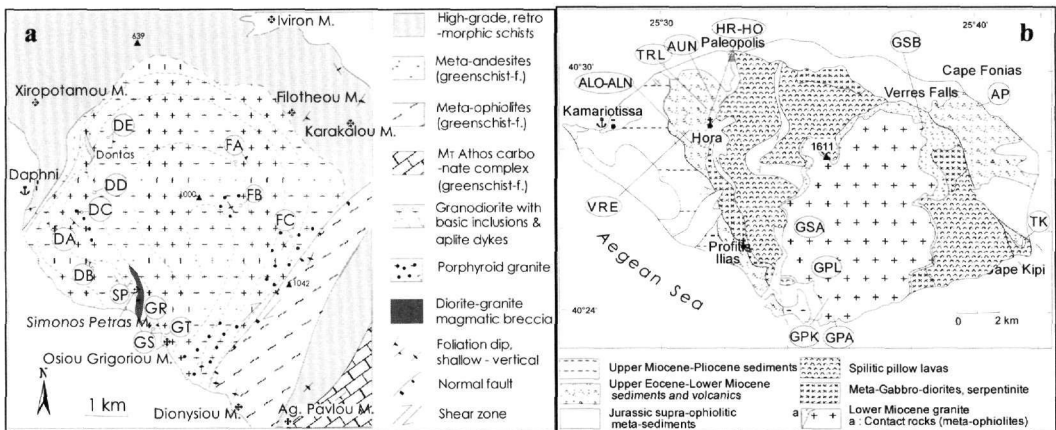 a
Iviron M.
639
Xiropotamou M.
Filotheou M.
Karakálou M.
DE
FA
Dontas
Daphni
DD
1000
FB
DC
FC
DA
DB
1042
SP
GR
Simonos Petras M.
GT
GS
Osiou Grigoriou M.
N
1 km
Dionysiou M.
Ag. Pavlou M.
High-grade, retro
-morphic schists
Meta-andesites
(greenschist-f.)
Meta-ophiolites
(greenschist-f.)
MT Athos carbo
-nate complex
(greenschist-f.)
Granodiorite with
basic inclusions &
aplite dykes
Porphyroid granite
Diorite-granite
magmatic breccia
Foliation dip,
shallow - vertical
Normal fault
Shear zone
b
25°30
25°40
HR-HO
Paleopolis
GSB
AUN
TRL
40°30
Cape Fonias
ALO-ALN
AP
Verres Falls
Kamariotissa
Hora
1611
VRE
GSA
TK
Profitis
Ilias
Aegean Sea
GPL
Cape Kipi
40°24
0 2 km
GPK
GPA
Upper Miocene-Pliocene sediments
Upper Eocene-Lower Miocene
sediments and volcanics
Jurassic supra-ophiolitic
meta-sediments
Spilitic pillow lavas
Meta-Gabbro-diorites, serpentinite
a
Lower Miocene granite
a : Contact rocks (meta-ophiolites)